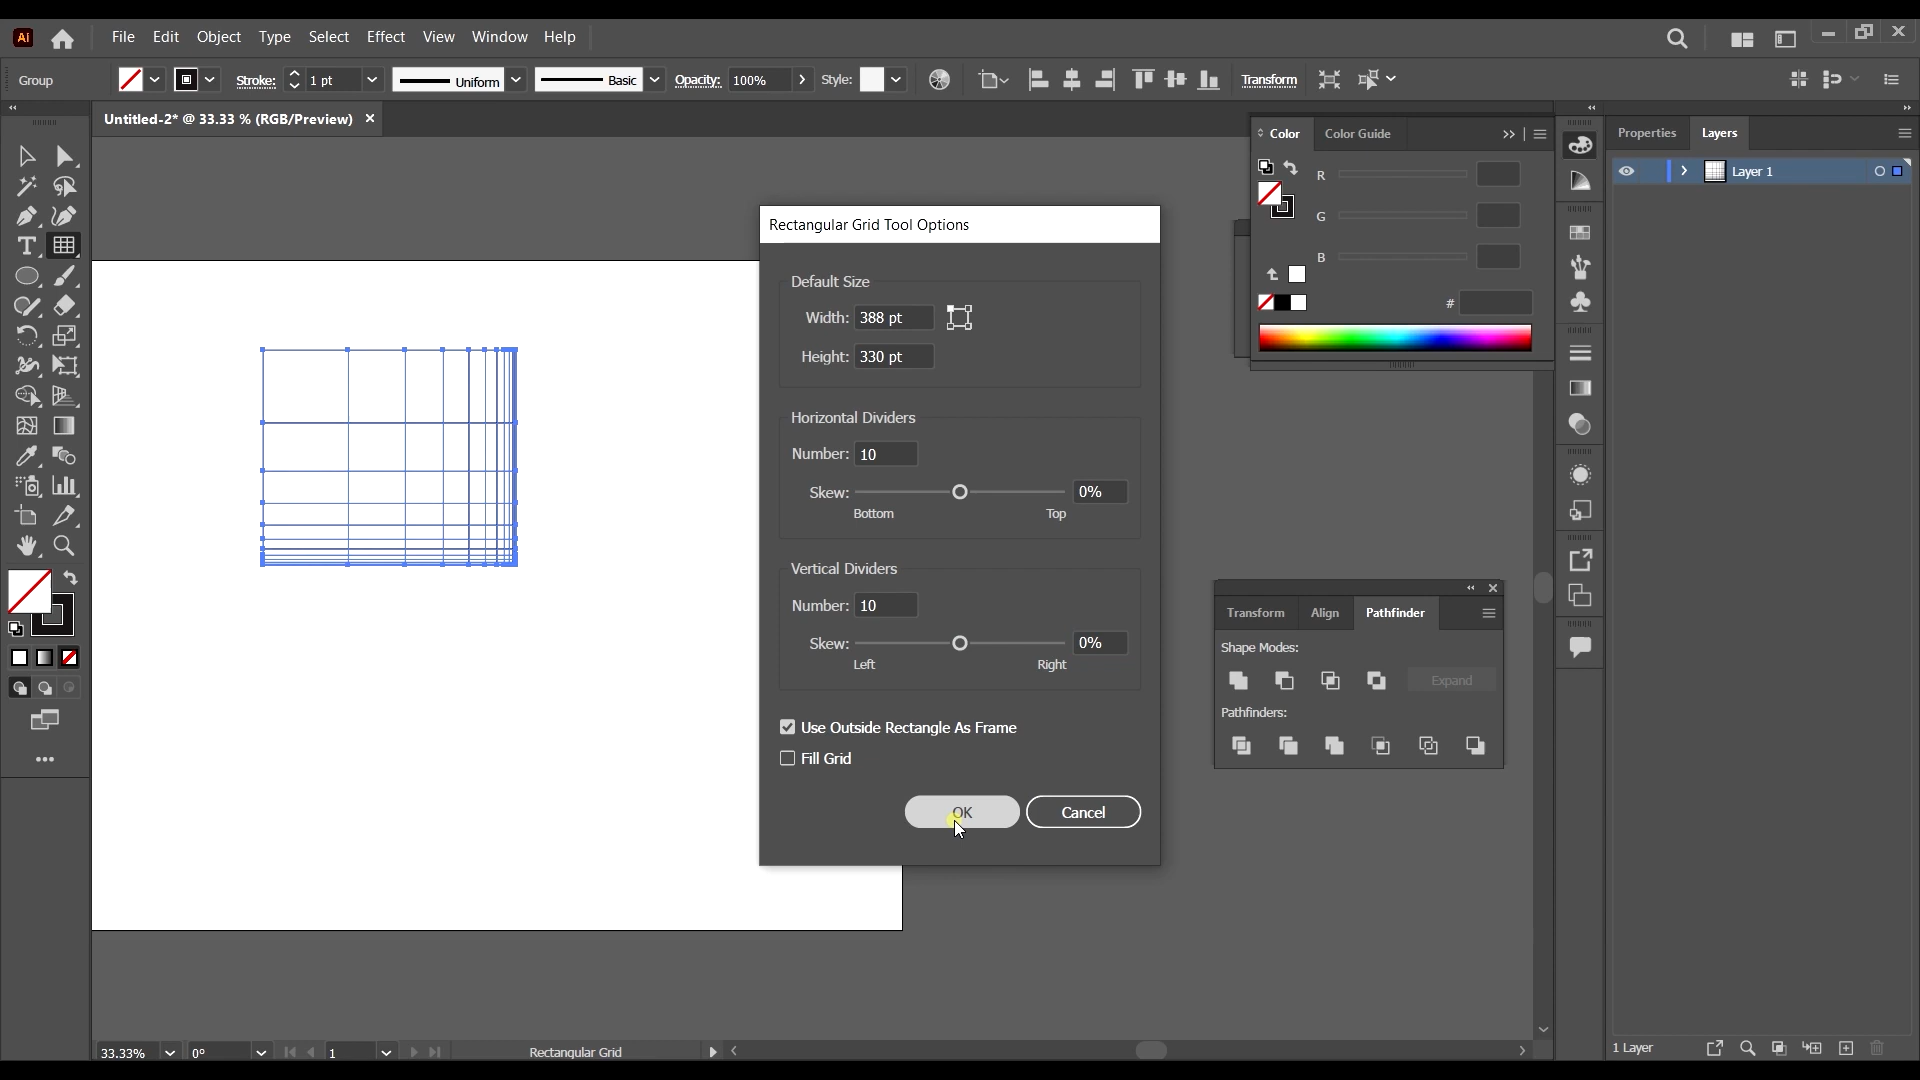 Ai File Edit Object Type Select Effect View Window Help
Group Stroke: 1 pt Uniform Basic Opacity: 100% Style: Transform
Untitled-2* @ 33.33 % (RGB/Preview)
Color Color Guide
R
G
B
#
Properties Layers
Layer 1
Rectangular Grid Tool Options
Default Size
Width: 388 pt
Height: 330 pt
Horizontal Dividers
Number: 10
Skew: 0%
Bottom Top
Vertical Dividers
Number: 10
Skew: 0%
Left Right
Use Outside Rectangle As Frame
Fill Grid
OK Cancel
Transform Align Pathfinder
Shape Modes:
Expand
Pathfinders:
33.33% 0° 1 Rectangular Grid
1 Layer